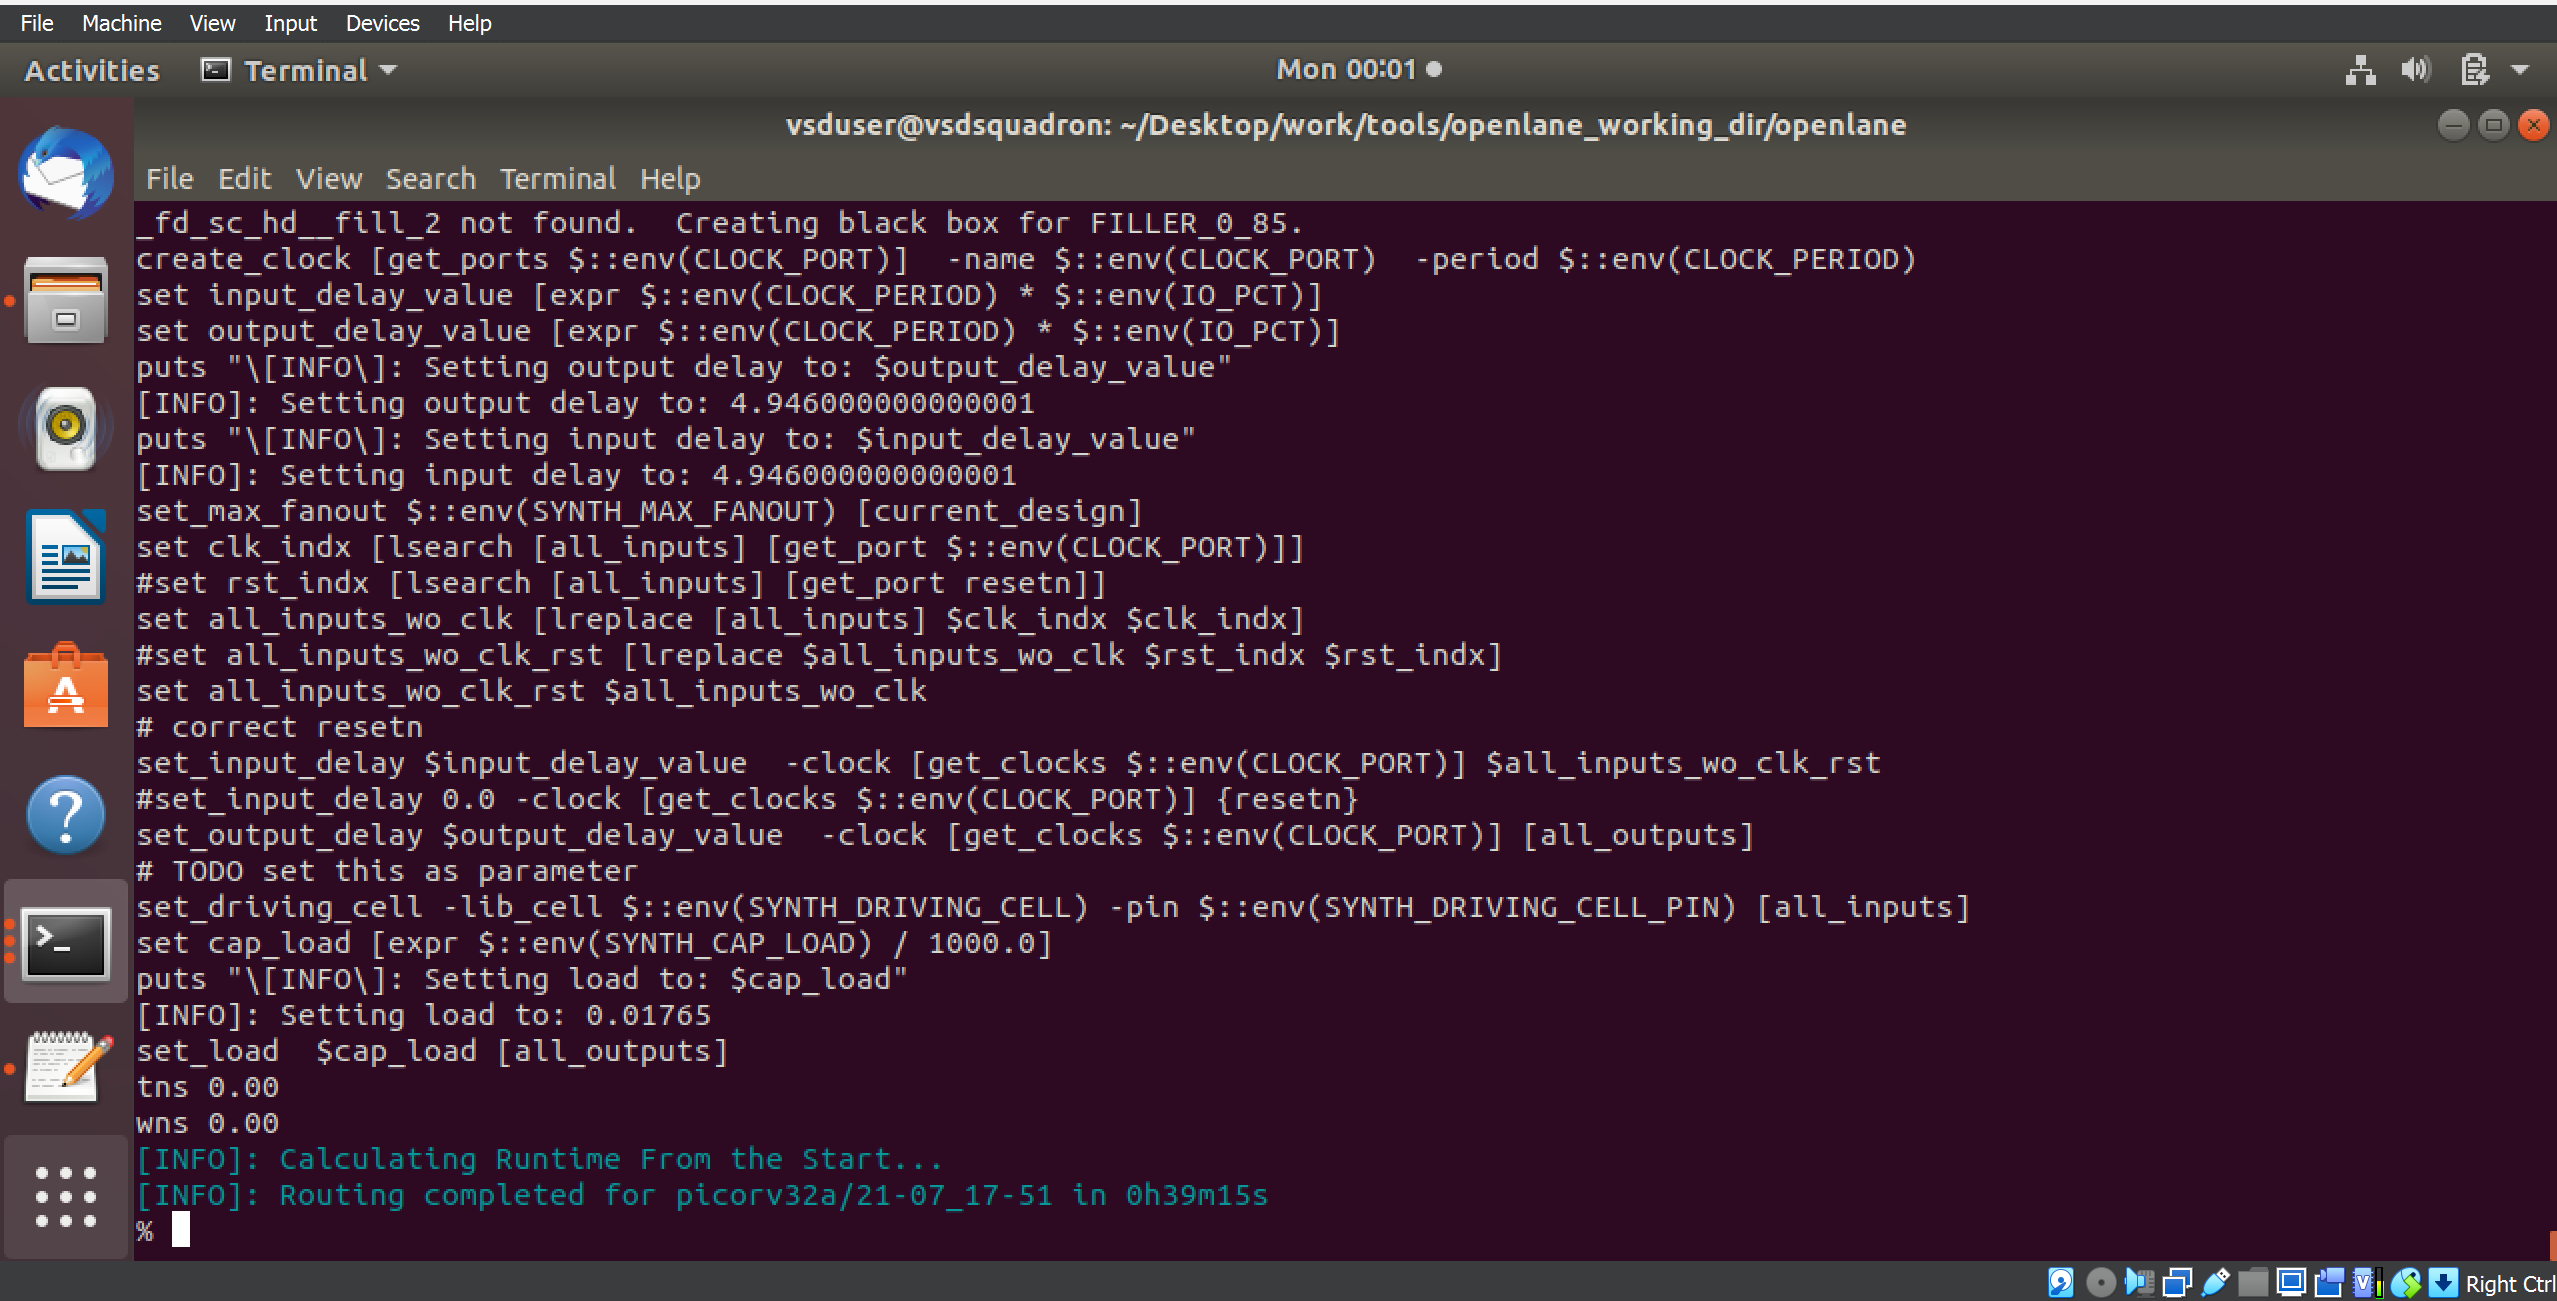 File Machine View Input Devices Help
Activities Terminal Mon 00:01
vsduser@vsdsquadron: ~/Desktop/work/tools/openlane_working_dir/openlane
File Edit View Search Terminal Help
_fd_sc_hd__fill_2 not found.  Creating black box for FILLER_0_85.
create_clock [get_ports $::env(CLOCK_PORT)]  -name $::env(CLOCK_PORT)  -period $::env(CLOCK_PERIOD)
set input_delay_value [expr $::env(CLOCK_PERIOD) * $::env(IO_PCT)]
set output_delay_value [expr $::env(CLOCK_PERIOD) * $::env(IO_PCT)]
puts "\[INFO\]: Setting output delay to: $output_delay_value"
[INFO]: Setting output delay to: 4.946000000000001
puts "\[INFO\]: Setting input delay to: $input_delay_value"
[INFO]: Setting input delay to: 4.946000000000001
set_max_fanout $::env(SYNTH_MAX_FANOUT) [current_design]
set clk_indx [lsearch [all_inputs] [get_port $::env(CLOCK_PORT)]]
#set rst_indx [lsearch [all_inputs] [get_port resetn]]
set all_inputs_wo_clk [lreplace [all_inputs] $clk_indx $clk_indx]
#set all_inputs_wo_clk_rst [lreplace $all_inputs_wo_clk $rst_indx $rst_indx]
set all_inputs_wo_clk_rst $all_inputs_wo_clk
# correct resetn
set_input_delay $input_delay_value  -clock [get_clocks $::env(CLOCK_PORT)] $all_inputs_wo_clk_rst
#set_input_delay 0.0 -clock [get_clocks $::env(CLOCK_PORT)] {resetn}
set_output_delay $output_delay_value  -clock [get_clocks $::env(CLOCK_PORT)] [all_outputs]
# TODO set this as parameter
set_driving_cell -lib_cell $::env(SYNTH_DRIVING_CELL) -pin $::env(SYNTH_DRIVING_CELL_PIN) [all_inputs]
set cap_load [expr $::env(SYNTH_CAP_LOAD) / 1000.0]
puts "\[INFO\]: Setting load to: $cap_load"
[INFO]: Setting load to: 0.01765
set_load  $cap_load [all_outputs]
tns 0.00
wns 0.00
[INFO]: Calculating Runtime From the Start...
[INFO]: Routing completed for picorv32a/21-07_17-51 in 0h39m15s
%
Right Ctrl